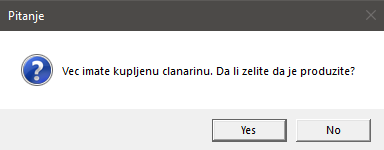 Pitanje
Vec imate kupljenu clanarinu. Da li zelite da je produzite?
Yes
No